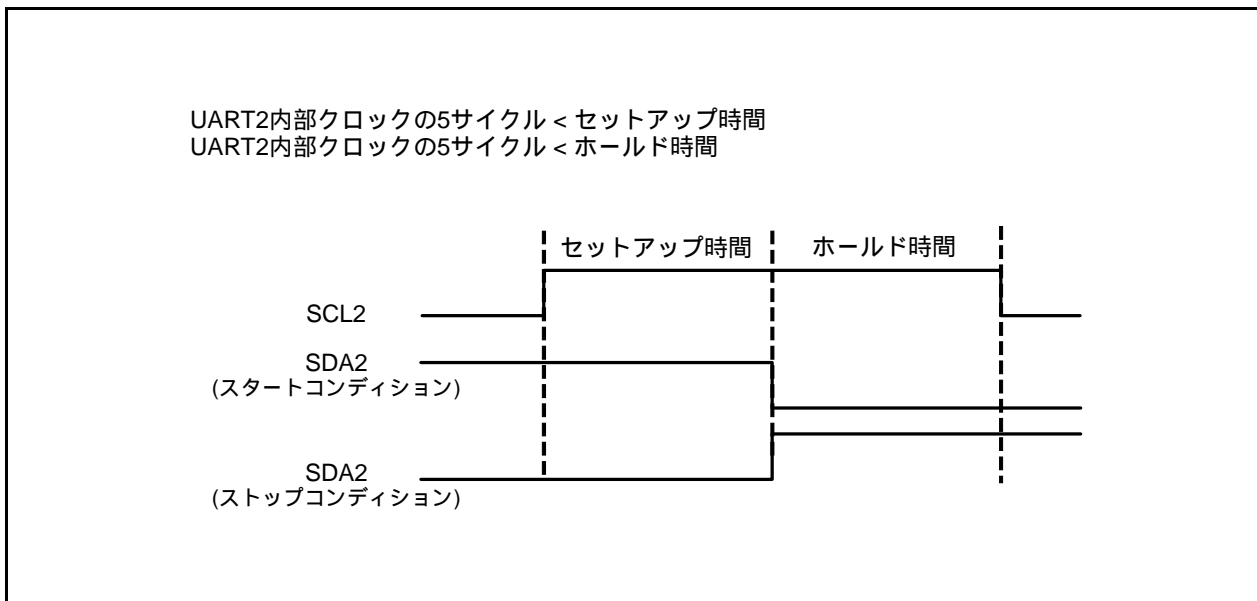 UART2内部クロックの5サイクル < セットアップ時間
UART2内部クロックの5サイクル < ホールド時間
セットアップ時間
ホールド時間
SCL2
SDA2
(スタートコンディション)
SDA2
(ストップコンディション)